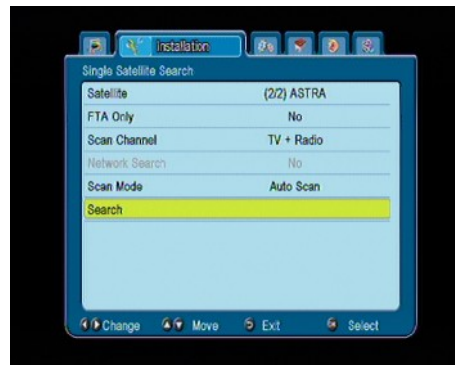 Installation
Single Satellite Search
Satellite (2/2) ASTRA
FTA Only No
Scan Channel TV + Radio
Network Search No
Scan Mode Auto Scan
Search
Change Move Exit Select